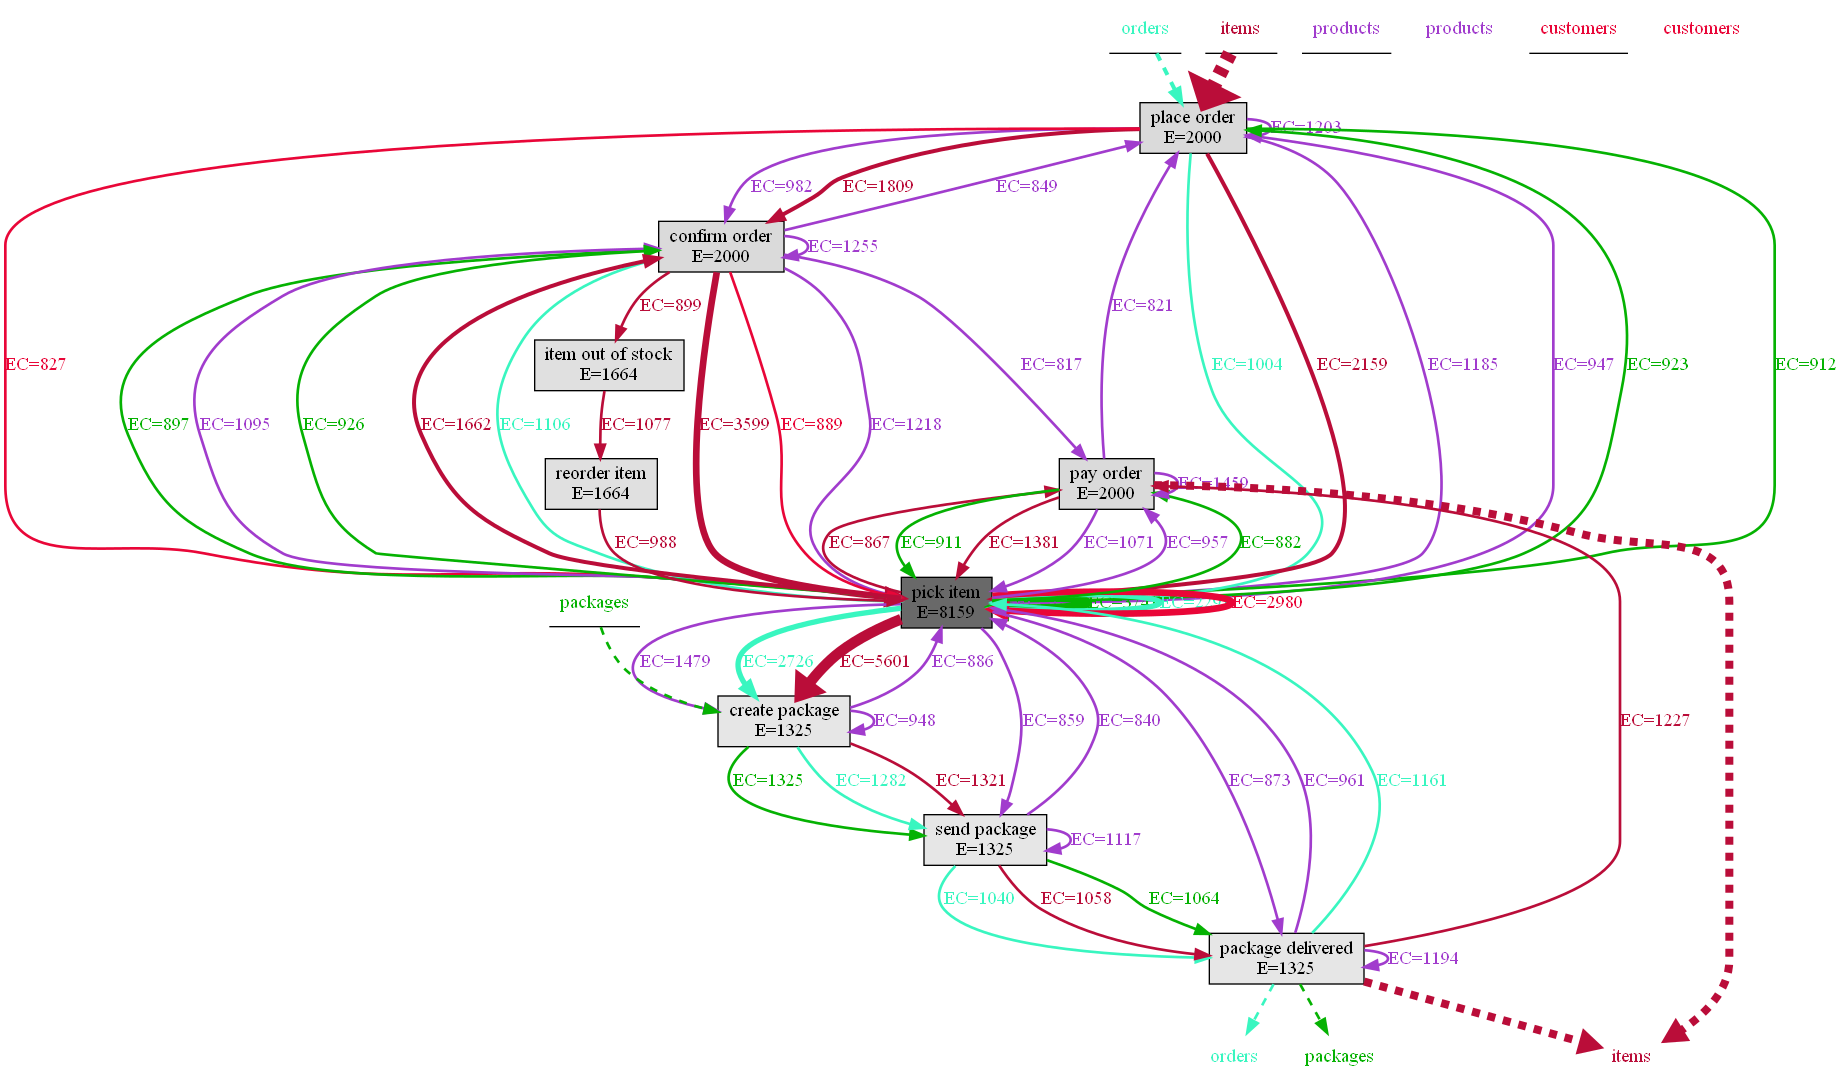 orders items products products customers customers
place order
E=2000
EC=1203
EC=982 EC=1809 EC=849
confirm order
E=2000
EC=1255
EC=899 EC=821
item out of stock
E=1664
EC=827 EC=817 EC=1004 EC=2159 EC=1185 EC=947 EC=923 EC=912
EC=897 EC=1095 EC=926 EC=1662 EC=1106 EC=1077 EC=3599 EC=889 EC=1218
reorder item
E=1664
pay order
E=2000
EC=1459
EC=988 EC=867 EC=911 EC=1381 EC=1071 EC=957 EC=882
pick item
E=8159
EC=2980
packages
EC=1479 EC=2726 EC=5601 EC=886
create package
E=1325
EC=948 EC=859 EC=840 EC=1227
EC=1325 EC=1282 EC=1321 EC=873 EC=961 EC=1161
send package
E=1325
EC=1117
EC=1040 EC=1058 EC=1064
package delivered
E=1325
EC=1194
orders packages items